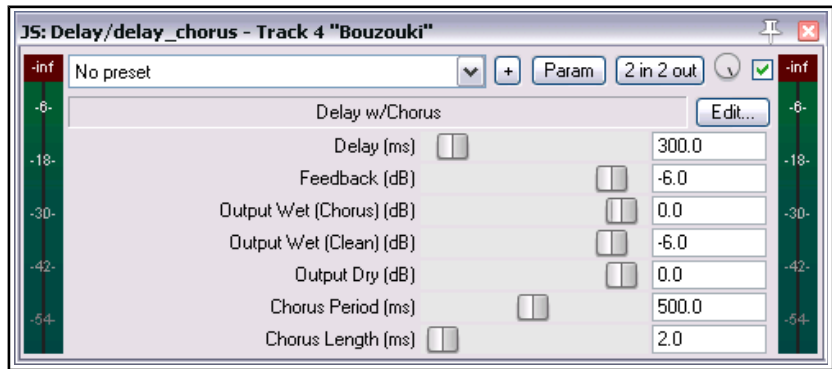 JS: Delay/delay_chorus - Track 4 "Bouzouki"
-inf No preset + Param 2 in 2 out -inf
-6- Delay w/Chorus Edit... -6-
Delay (ms) 300.0
-18- -18-
Feedback (dB) -6.0
-30- Output Wet (Chorus) (dB) 0.0 -30-
Output Wet (Clean) (dB) -6.0
-42- Output Dry (dB) 0.0 -42-
Chorus Period (ms) 500.0
-54- -54-
Chorus Length (ms) 2.0